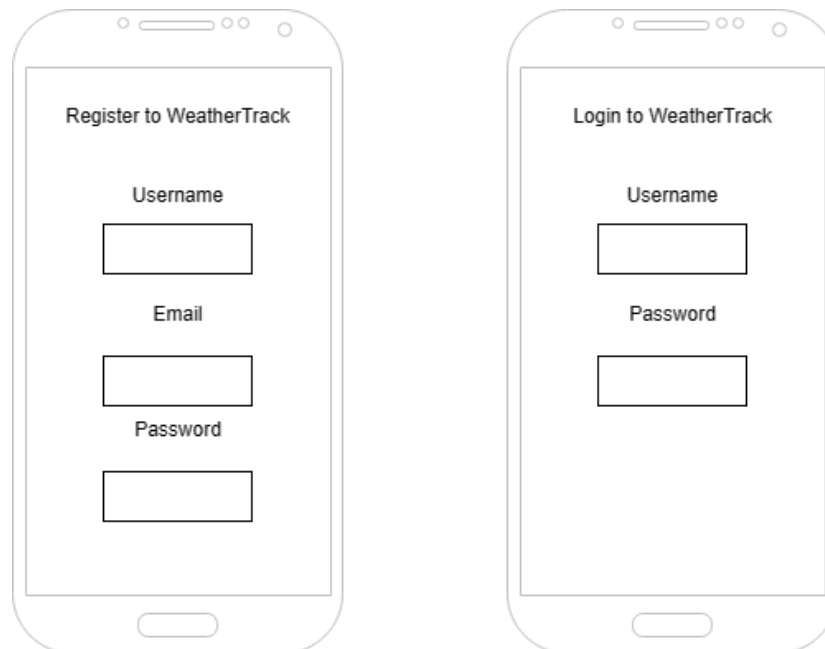 Register to WeatherTrack
Username
Email
Password
Login to WeatherTrack
Username
Password